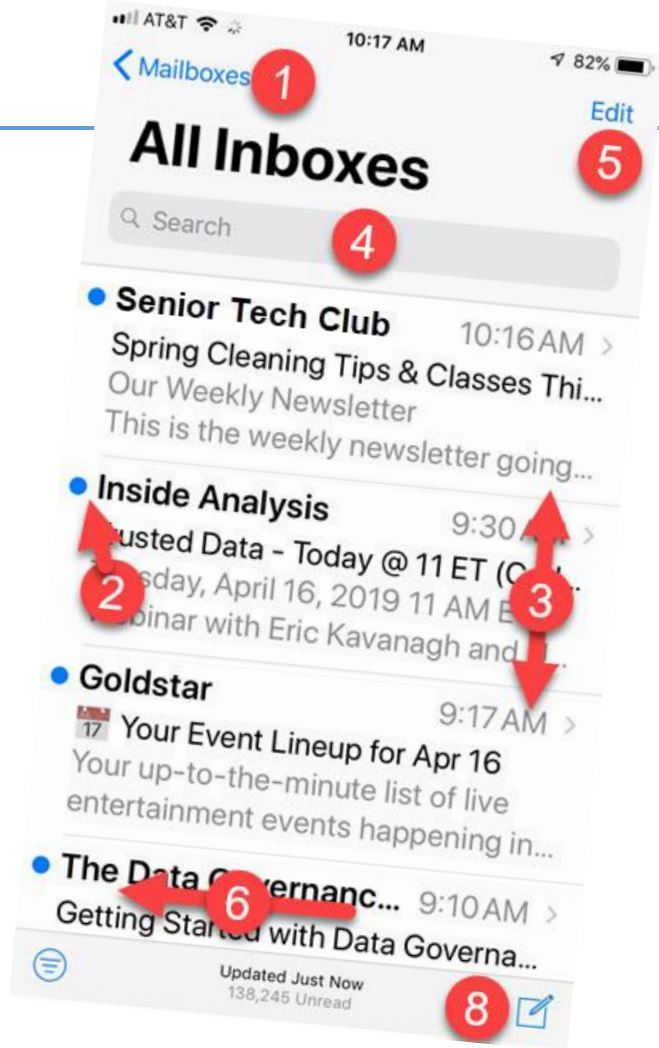 AT&T 10:17 AM 82%
Mailboxes 1
Edit
All Inboxes 5
Search 4
Senior Tech Club 10:16 AM
Spring Cleaning Tips & Classes Thi...
Our Weekly Newsletter
This is the weekly newsletter going...
Inside Analysis 9:30
Data - Today @ 11 ET
2 April 16, 2019 11 AM 3
with Eric Kavanagh and
Goldstar 9:17 AM
17 Your Event Lineup for Apr 16
Your up-to-the-minute list of live
entertainment events happening in...
The Data 9:10 AM
6
Getting with Data Governa...
Updated Just Now
138,245 Unread 8